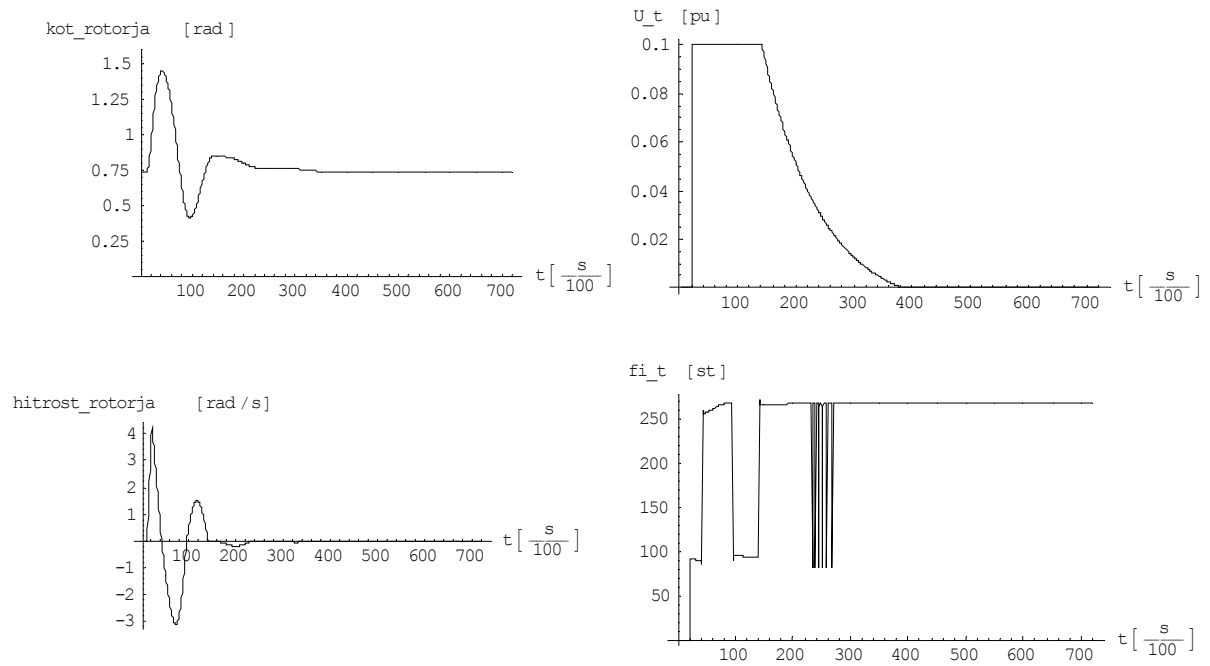 kot_rotorja [rad]
1.5
1.25
1
0.75
0.5
0.25
100 200 300 400 500 600 700
t[ s/100 ]
U_t [pu]
0.1
0.08
0.06
0.04
0.02
100 200 300 400 500 600 700
t[ s/100 ]
hitrost_rotorja [rad/s]
4
3
2
1
-1
-2
-3
100 200 300 400 500 600 700
t[ s/100 ]
fi_t [st]
250
200
150
100
50
100 200 300 400 500 600 700
t[ s/100 ]